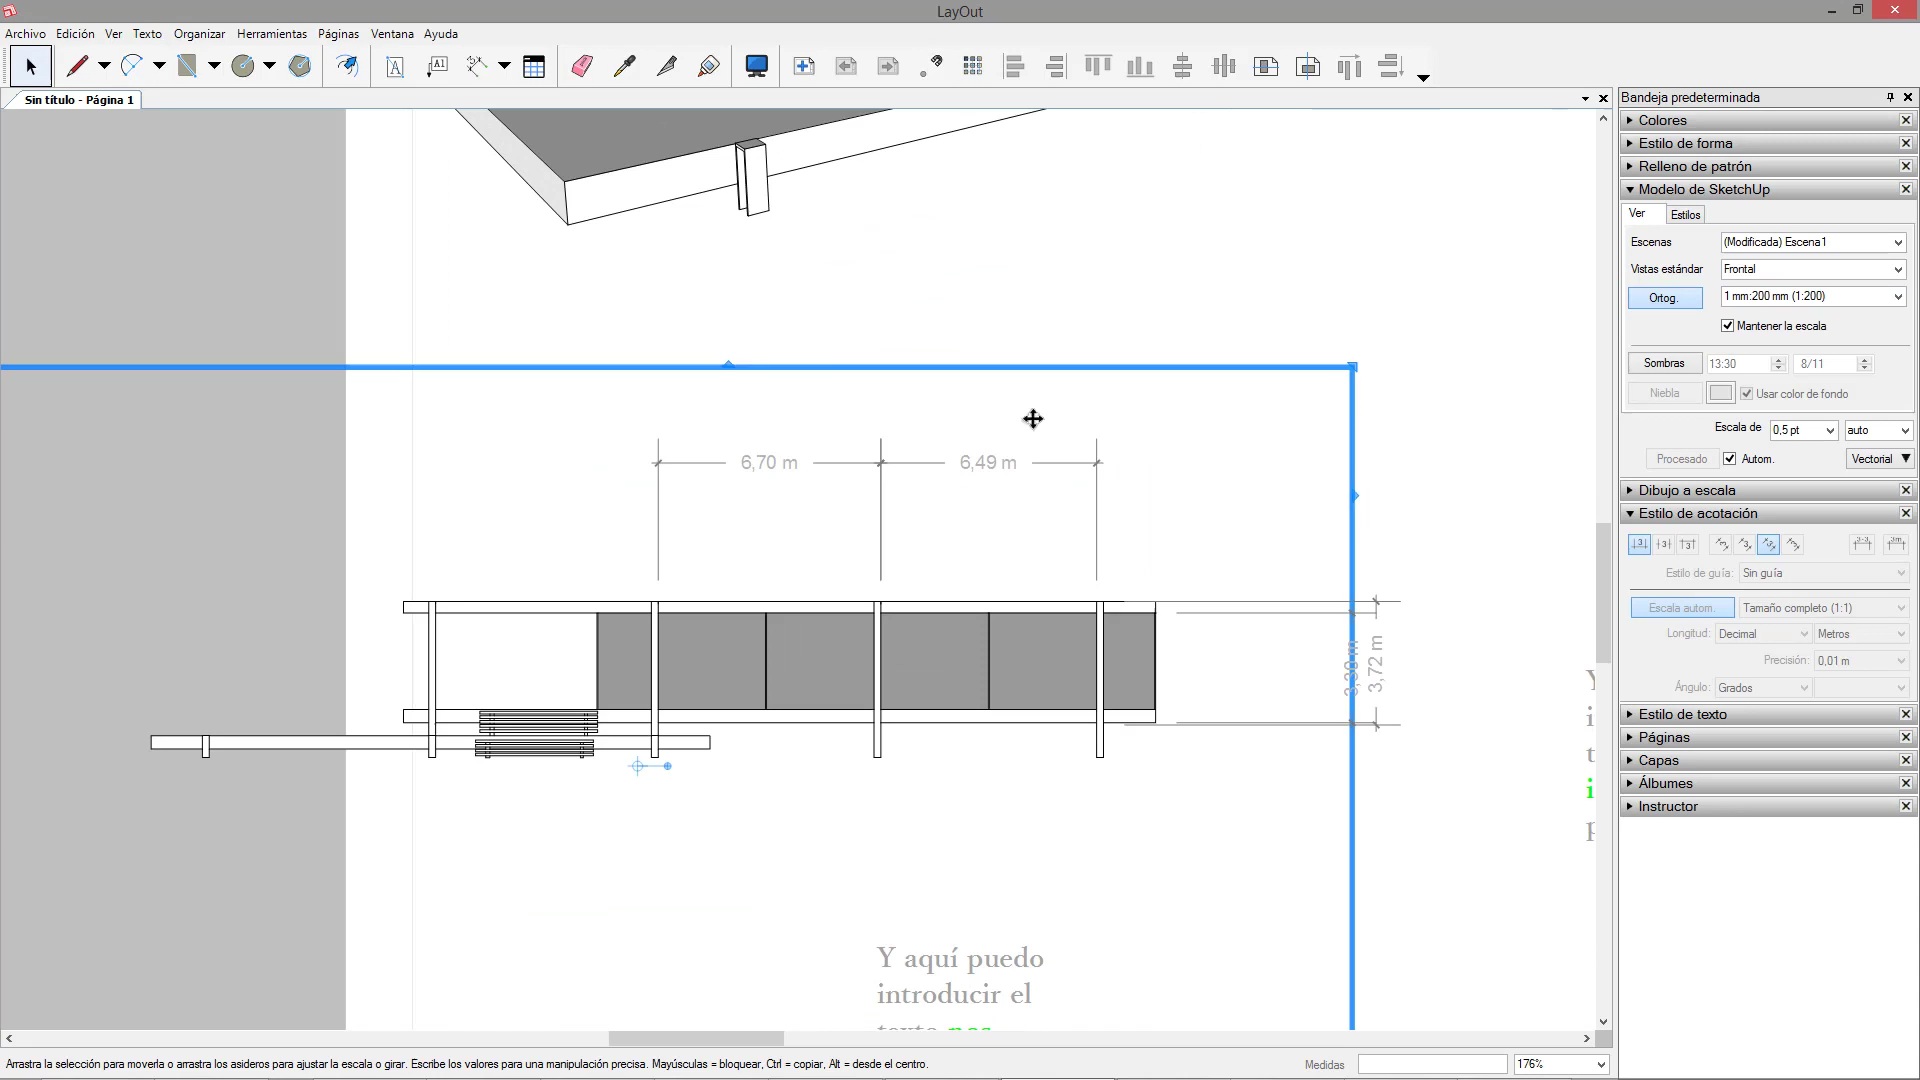 LayOut
Archivo Edición Ver Texto Organizar Herramientas Páginas Ventana Ayuda
Sin título - Página 1
6,70 m 6,49 m
3,72 m
Y aquí puedo
introducir el
Bandeja predeterminada
Colores
Estilo de forma
Relleno de patrón
Modelo de SketchUp
Ver Estilos
Escenas (Modificada) Escena1
Vistas estándar Frontal
Ortog. 1 mm:200 mm (1:200)
Mantener la escala
Sombras 13:30 8/11
Niebla Usar color de fondo
Escala de 0,5 pt auto
Procesado Autom. Vectorial
Dibujo a escala
Estilo de acotación
Estilo de guía: Sin guía
Escala autom. Tamaño completo (1:1)
Longitud: Decimal Metros
Precisión: 0,01 m
Ángulo: Grados
Estilo de texto
Páginas
Capas
Álbumes
Instructor
Arrastra la selección para moverla o arrastra los asideros para ajustar la escala o girar. Escribe los valores para una manipulación precisa. Mayúsculas = bloquear, Ctrl = copiar, Alt = desde el centro.
Medidas 176%